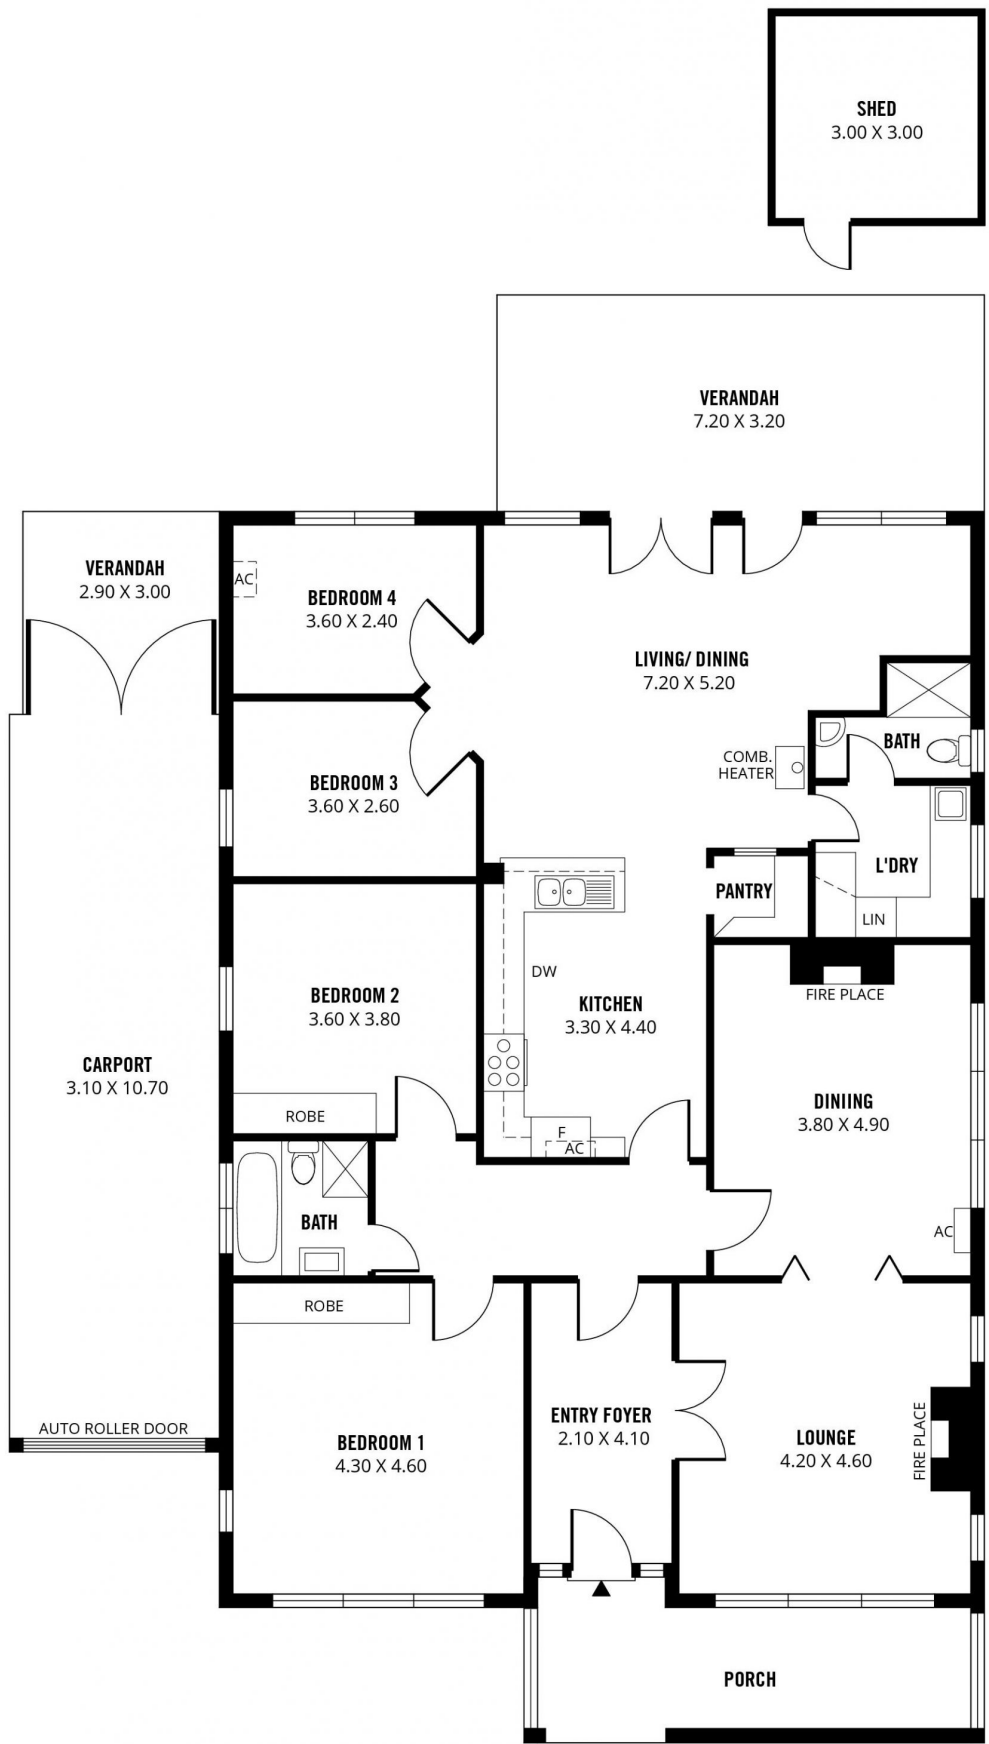 SHED
3.00 X 3.00
VERANDAH
7.20 X 3.20
VERANDAH
2.90 X 3.00
AC
BEDROOM 4
3.60 X 2.40
LIVING/ DINING
7.20 X 5.20
BATH
COMB.
HEATER
BEDROOM 3
3.60 X 2.60
L'DRY
PANTRY
LIN
DW
FIRE PLACE
BEDROOM 2
3.60 X 3.80
KITCHEN
3.30 X 4.40
CARPORT
3.10 X 10.70
DINIING
3.80 X 4.90
ROBE
F
AC
BATH
AC
ROBE
AUTO ROLLER DOOR
BEDROOM 1
4.30 X 4.60
ENTRY FOYER
2.10 X 4.10
LOUNGE
4.20 X 4.60
FIRE PLACE
PORCH